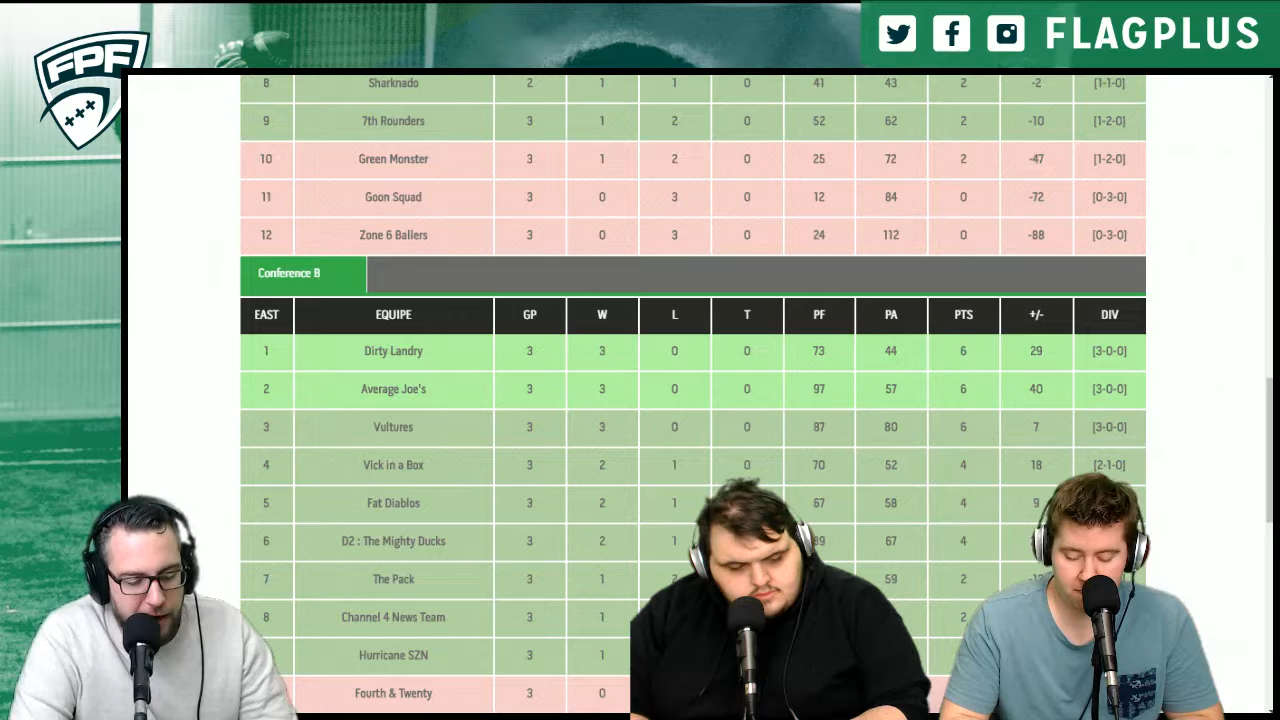 FPF
FLAGPLUS
8 Sharknado 2 1 1 0 41 43 2 -2 [1-1-0]
9 7th Rounders 3 1 2 0 52 62 2 -10 [1-2-0]
10 Green Monster 3 1 2 0 25 72 2 -47 [1-2-0]
11 Goon Squad 3 0 3 0 12 84 0 -72 [0-3-0]
12 Zone 6 Ballers 3 0 3 0 24 112 0 -88 [0-3-0]
Conference B
EAST EQUIPE GP W L T PF PA PTS +/- DIV
1 Dirty Landry 3 3 0 0 73 44 6 29 [3-0-0]
2 Average Joe's 3 3 0 0 97 57 6 40 [3-0-0]
3 Vultures 3 3 0 0 87 80 6 7 [3-0-0]
4 Vick in a Box 3 2 1 0 70 52 4 18 [2-1-0]
5 Fat Diablos 3 2 1 67 58 4 9
6 D2 : The Mighty Ducks 3 2 1 67 4
7 The Pack 3 1 59 2
8 Channel 4 News Team 3 1 2
Hurricane SZN 3 1
Fourth & Twenty 3 0